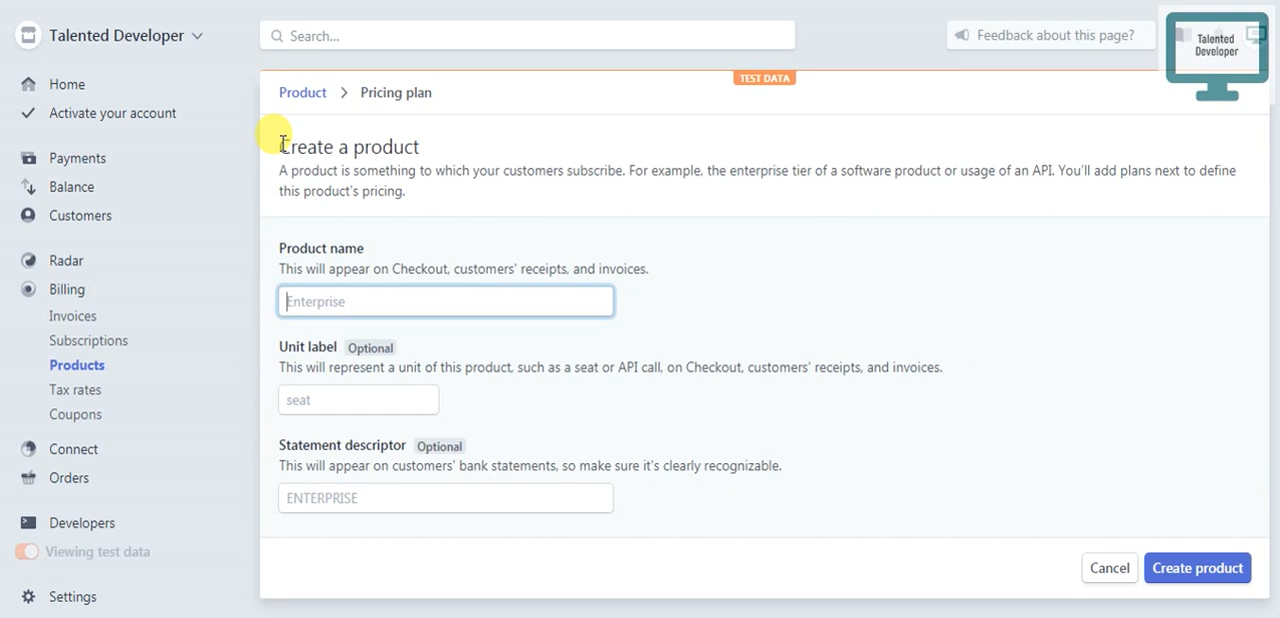 Talented Developer
Search...
Feedback about this page?
Talented
Developer
TEST DATA
Home
Activate your account
Payments
Balance
Customers
Radar
Billing
Invoices
Subscriptions
Products
Tax rates
Coupons
Connect
Orders
Developers
Viewing test data
Settings
Product > Pricing plan
Create a product
A product is something to which your customers subscribe. For example, the enterprise tier of a software product or usage of an API. You'll add plans next to define
this product's pricing.
Product name
This will appear on Checkout, customers' receipts, and invoices.
Enterprise
Unit label Optional
This will represent a unit of this product, such as a seat or API call, on Checkout, customers' receipts, and invoices.
seat
Statement descriptor Optional
This will appear on customers' bank statements, so make sure it's clearly recognizable.
ENTERPRISE
Cancel Create product